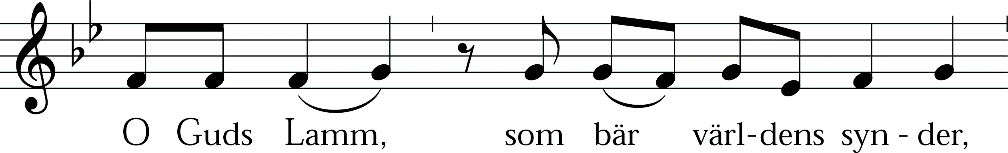 O Guds Lamm, som bär värl-dens syn - der,